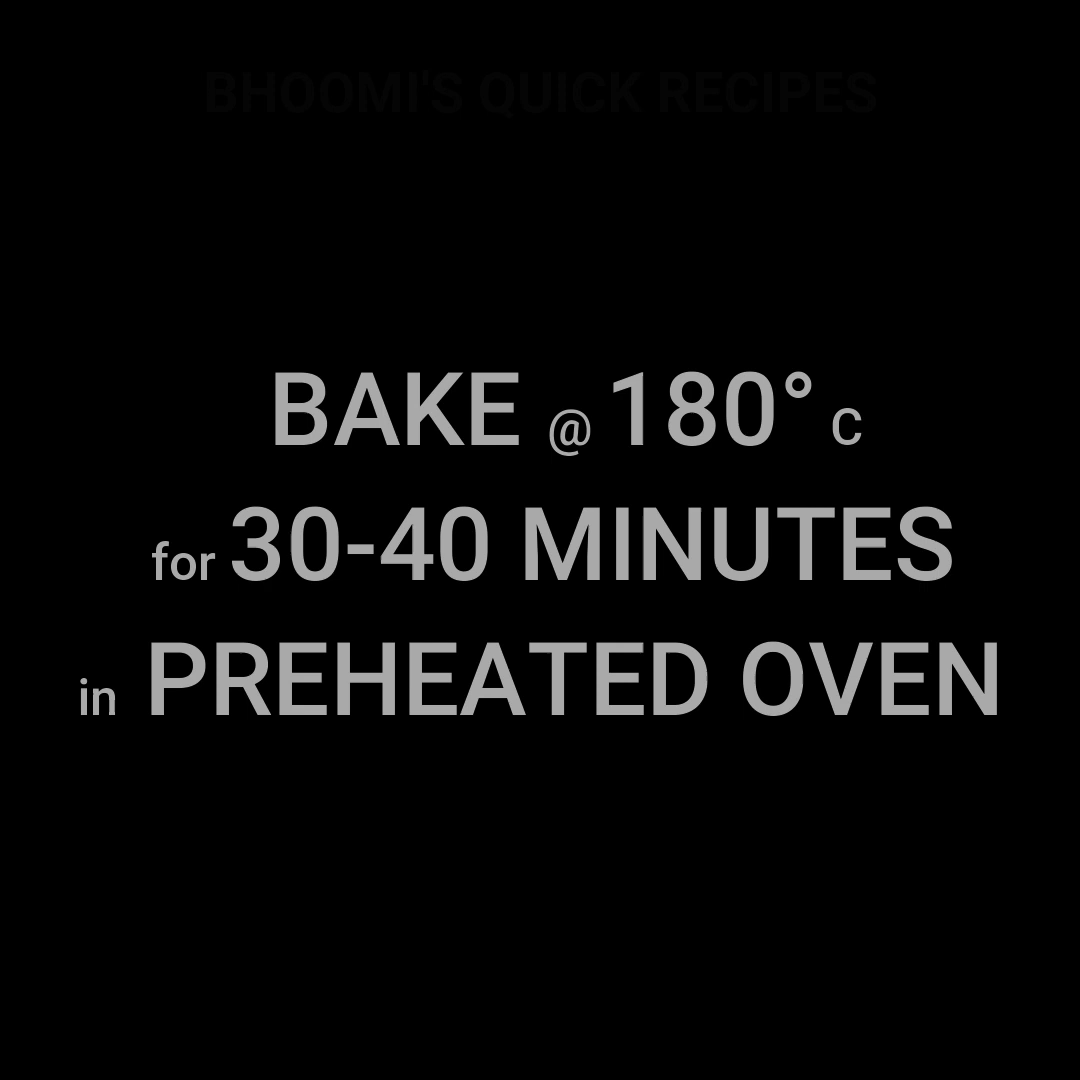 BHOOMI'S QUICK RECIPES
BAKE @ 180° C
for 30-40 MINUTES
in PREHEATED OVEN